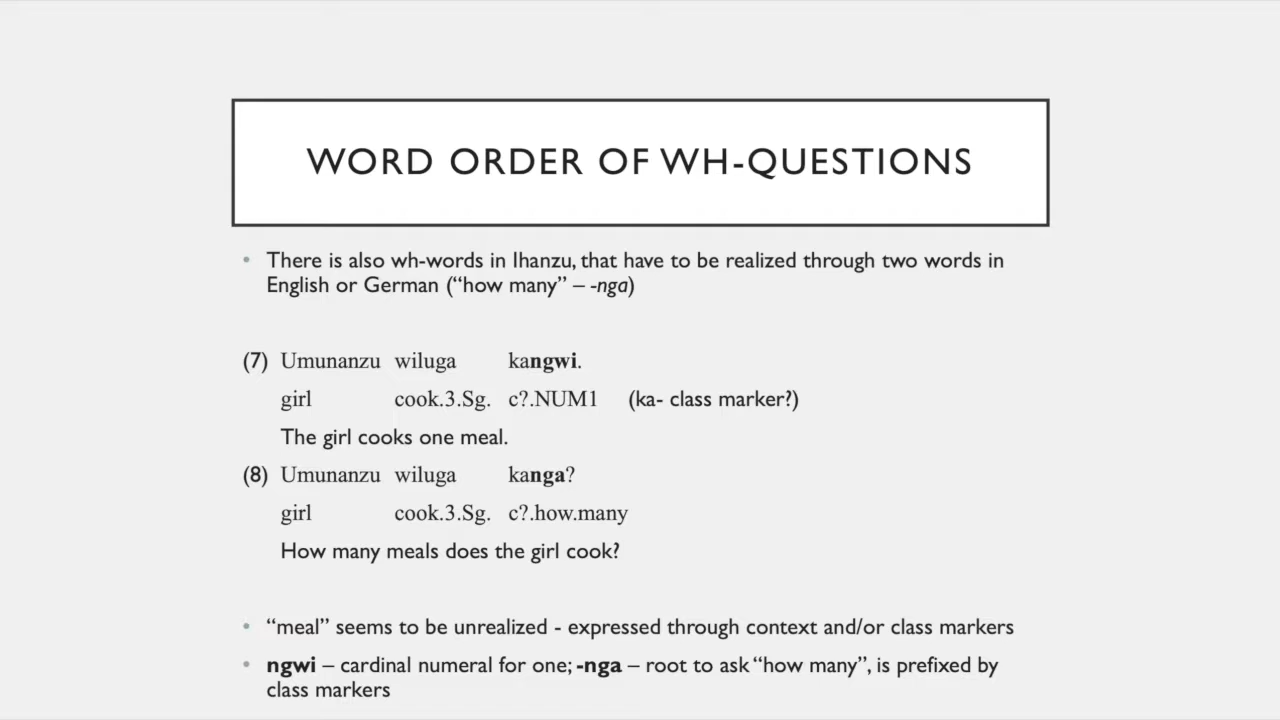 WORD ORDER OF WH-QUESTIONS
• There is also wh-words in Ihanzu, that have to be realized through two words in
English or German (“how many” – -nga)
(7) Umunanzu wiluga kangwi.
girl cook.3.Sg. c?.NUM1 (ka- class marker?)
The girl cooks one meal.
(8) Umunanzu wiluga kanga?
girl cook.3.Sg. c?.how.many
How many meals does the girl cook?
• “meal” seems to be unrealized - expressed through context and/or class markers
• ngwi – cardinal numeral for one; -nga – root to ask “how many”, is prefixed by
class markers